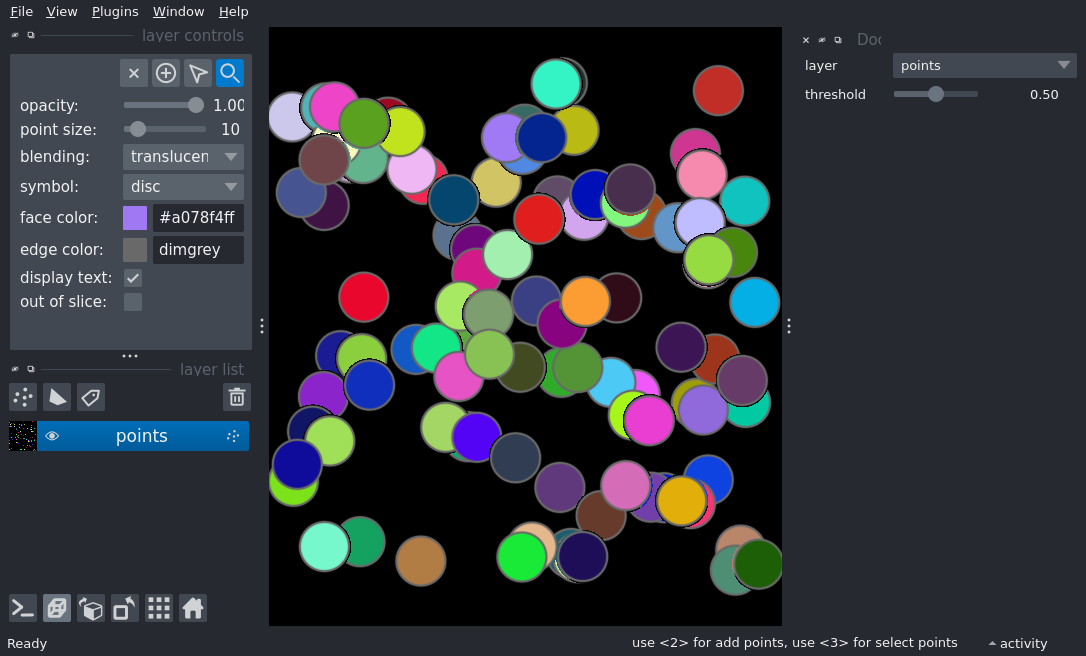 File View Plugins Window Help
layer controls
opacity: 1.00
point size: 10
blending: translucen
symbol: disc
face color: #a078f4ff
edge color: dimgrey
display text:
out of slice:
layer list
points
Doc
layer points
threshold 0.50
Ready
use <2> for add points, use <3> for select points
activity